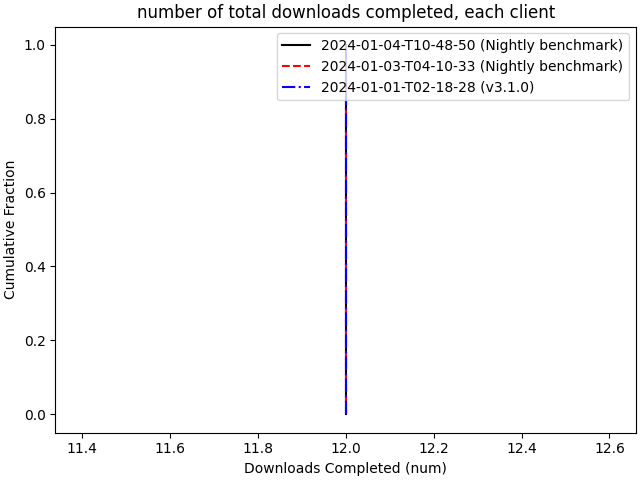 number of total downloads completed, each client
1.0
2024-01-04-T10-48-50 (Nightly benchmark)
2024-01-03-T04-10-33 (Nightly benchmark)
2024-01-01-T02-18-28 (v3.1.0)
0.8
0.6
0.4
0.2
0.0
Cumulative Fraction
11.4 11.6 11.8 12.0 12.2 12.4 12.6
Downloads Completed (num)